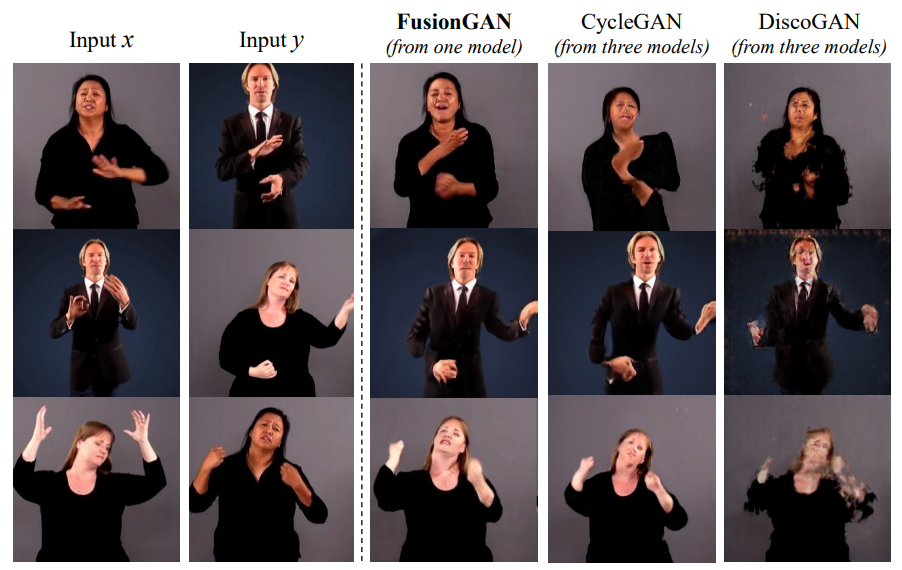 Input x
Input y
FusionGAN
(from one model)
CycleGAN
(from three models)
DiscoGAN
(from three models)